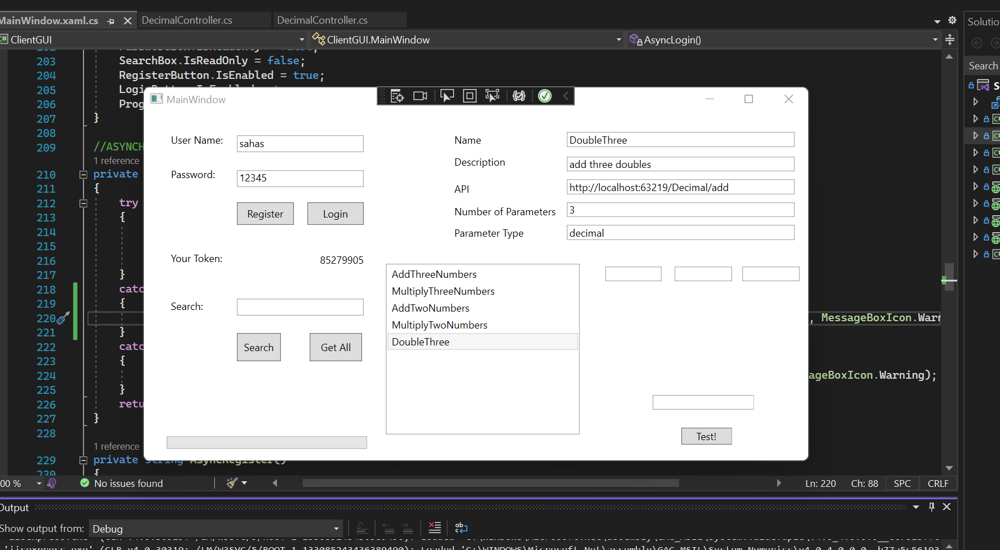 MainWindow.xaml.cs
DecimalController.cs
DecimalController.cs
Solutio
ClientGUI
ClientGUI.MainWindow
AsyncLogin()
Search
203 SearchBox.IsReadOnly = false;
204 RegisterButton.IsEnabled = true;
205
206 Prog
207 }
208
209 //ASYNCH
1 reference
210 private
211 {
212 try
213 {
214
215
216
217 }
218 catc
219 {
220 , MessageBoxIcon.Warn
221 }
222 catc
223 {
224 ageBoxIcon.Warning);
225 }
226 retu
227 }
228
1 reference
229 private string AsyncRegister()
230 {
MainWindow
User Name: sahas
Password: 12345
Register Login
Your Token: 85279905
Search:
Search Get All
Name DoubleThree
Description add three doubles
API http://localhost:63219/Decimal/add
Number of Parameters 3
Parameter Type decimal
AddThreeNumbers
MultiplyThreeNumbers
AddTwoNumbers
MultiplyTwoNumbers
DoubleThree
Test!
00 % No issues found Ln: 220 Ch: 88 SPC CRLF
Output
Show output from: Debug